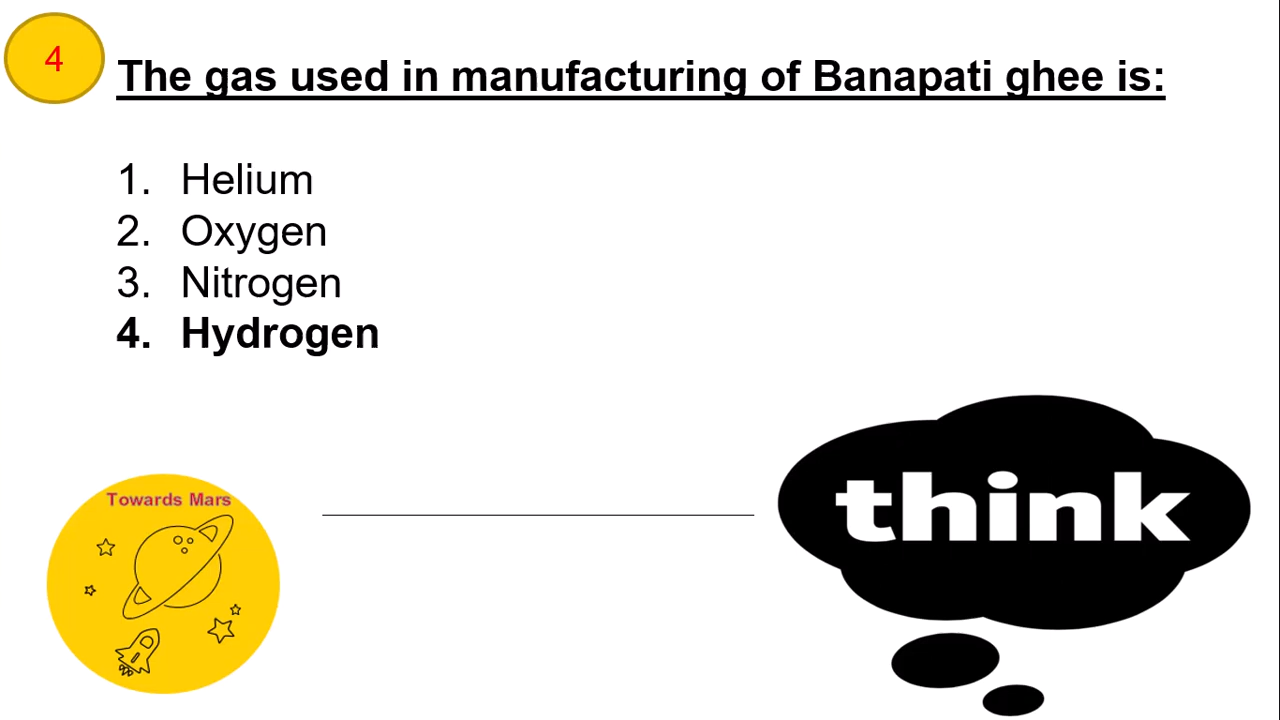 4
The gas used in manufacturing of Banapati ghee is:
1. Helium
2. Oxygen
3. Nitrogen
4. Hydrogen
Towards Mars
think